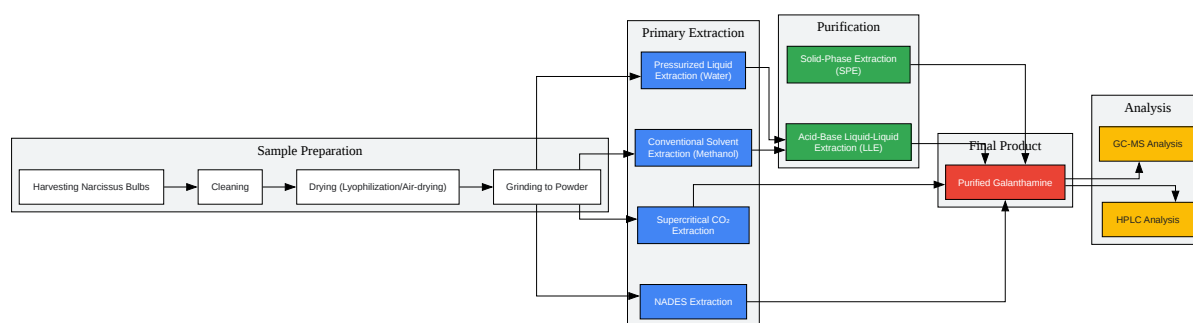 Sample Preparation
Harvesting Narcissus Bulbs
Cleaning
Drying (Lyophilization/Air-drying)
Grinding to Powder
Primary Extraction
Pressurized Liquid
Extraction (Water)
Conventional Solvent
Extraction (Methanol)
Supercritical CO₂
Extraction
NADES Extraction
Purification
Solid-Phase Extraction
(SPE)
Acid-Base Liquid-Liquid
Extraction (LLE)
Final Product
Purified Galanthamine
Analysis
GC-MS Analysis
HPLC Analysis